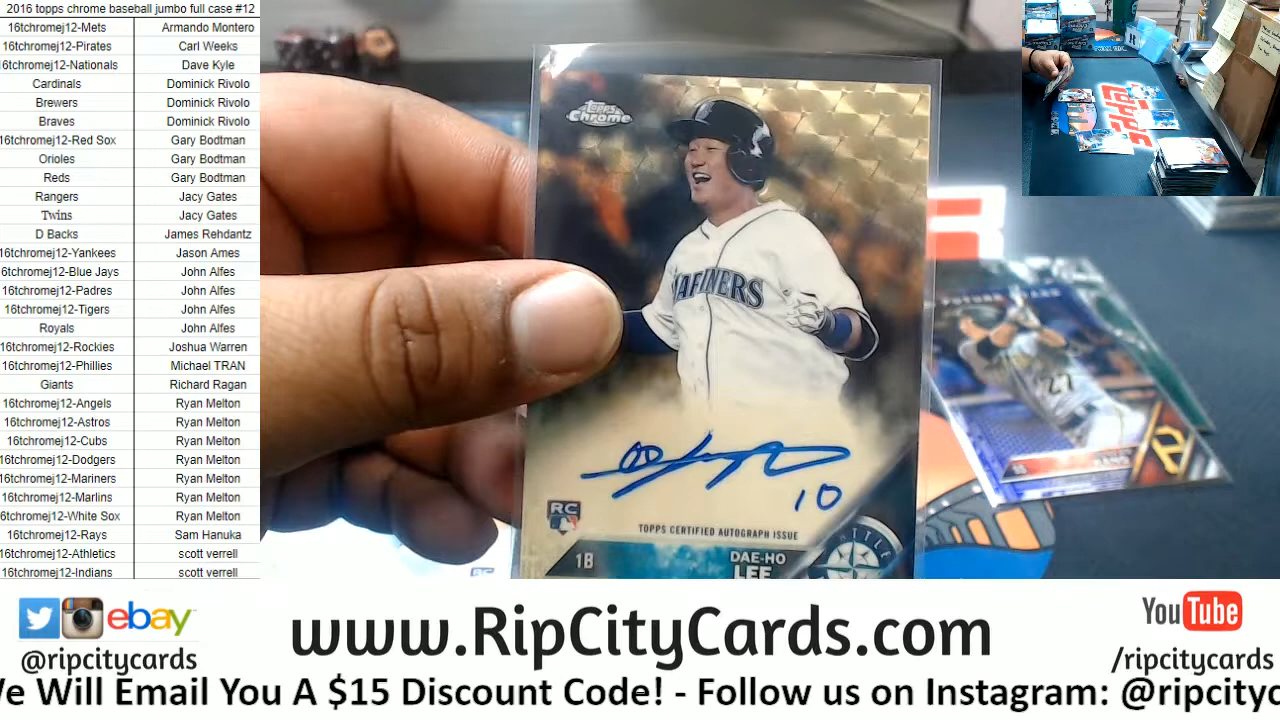 2016 topps chrome baseball jumbo full case #12
16tchromej12-Mets Armando Montero
16tchromej12-Pirates Carl Weeks
16tchromej12-Nationals Dave Kyle
Cardinals Dominick Rivolo
Brewers Dominick Rivolo
Braves Dominick Rivolo
16tchromej12-Red Sox Gary Bodtman
Orioles Gary Bodtman
Reds Gary Bodtman
Rangers Jacy Gates
Twins Jacy Gates
D Backs James Rehdantz
16tchromej12-Yankees Jason Ames
6tchromej12-Blue Jays John Alfes
16tchromej12-Padres John Alfes
16tchromej12-Tigers John Alfes
Royals John Alfes
16tchromej12-Rockies Joshua Warren
16tchromej12-Phillies Michael TRAN
Giants Richard Ragan
16tchromej12-Angels Ryan Melton
16tchromej12-Astros Ryan Melton
16tchromej12-Cubs Ryan Melton
16tchromej12-Dodgers Ryan Melton
16tchromej12-Mariners Ryan Melton
16tchromej12-Marlins Ryan Melton
6tchromej12-White Sox Ryan Melton
16tchromej12-Rays Sam Hanuka
16tchromej12-Athletics scott verrell
16tchromej12-Indians scott verrell
Topps
Chrome
MARINERS
10
RC
TOPPS CERTIFIED AUTOGRAPH ISSUE
1B
DAE-HO
LEE
SEATTLE
27
topps
ebay
@ripcitycards
www.RipCityCards.com
YouTube
/ripcitycards
Ve Will Email You A $15 Discount Code! - Follow us on Instagram: @ripcityc